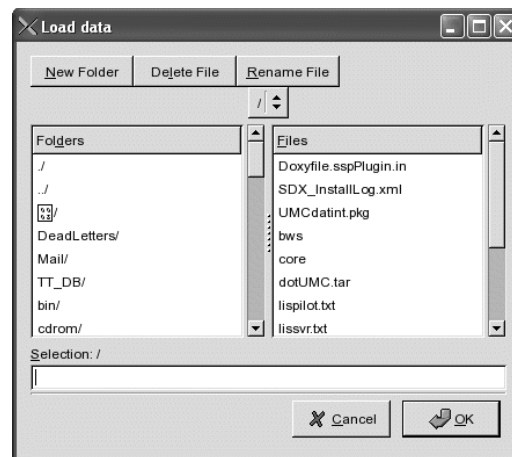 Load data
New Folder Delete File Rename File
/
Folders
./
../
/
DeadLetters/
Mail/
TT_DB/
bin/
cdrom/
Files
Doxyfile.sspPlugin.in
SDX_InstallLog.xml
UMCdatint.pkg
bws
core
dotUMC.tar
lispilot.txt
lissvr.txt
Selection: /
Cancel OK